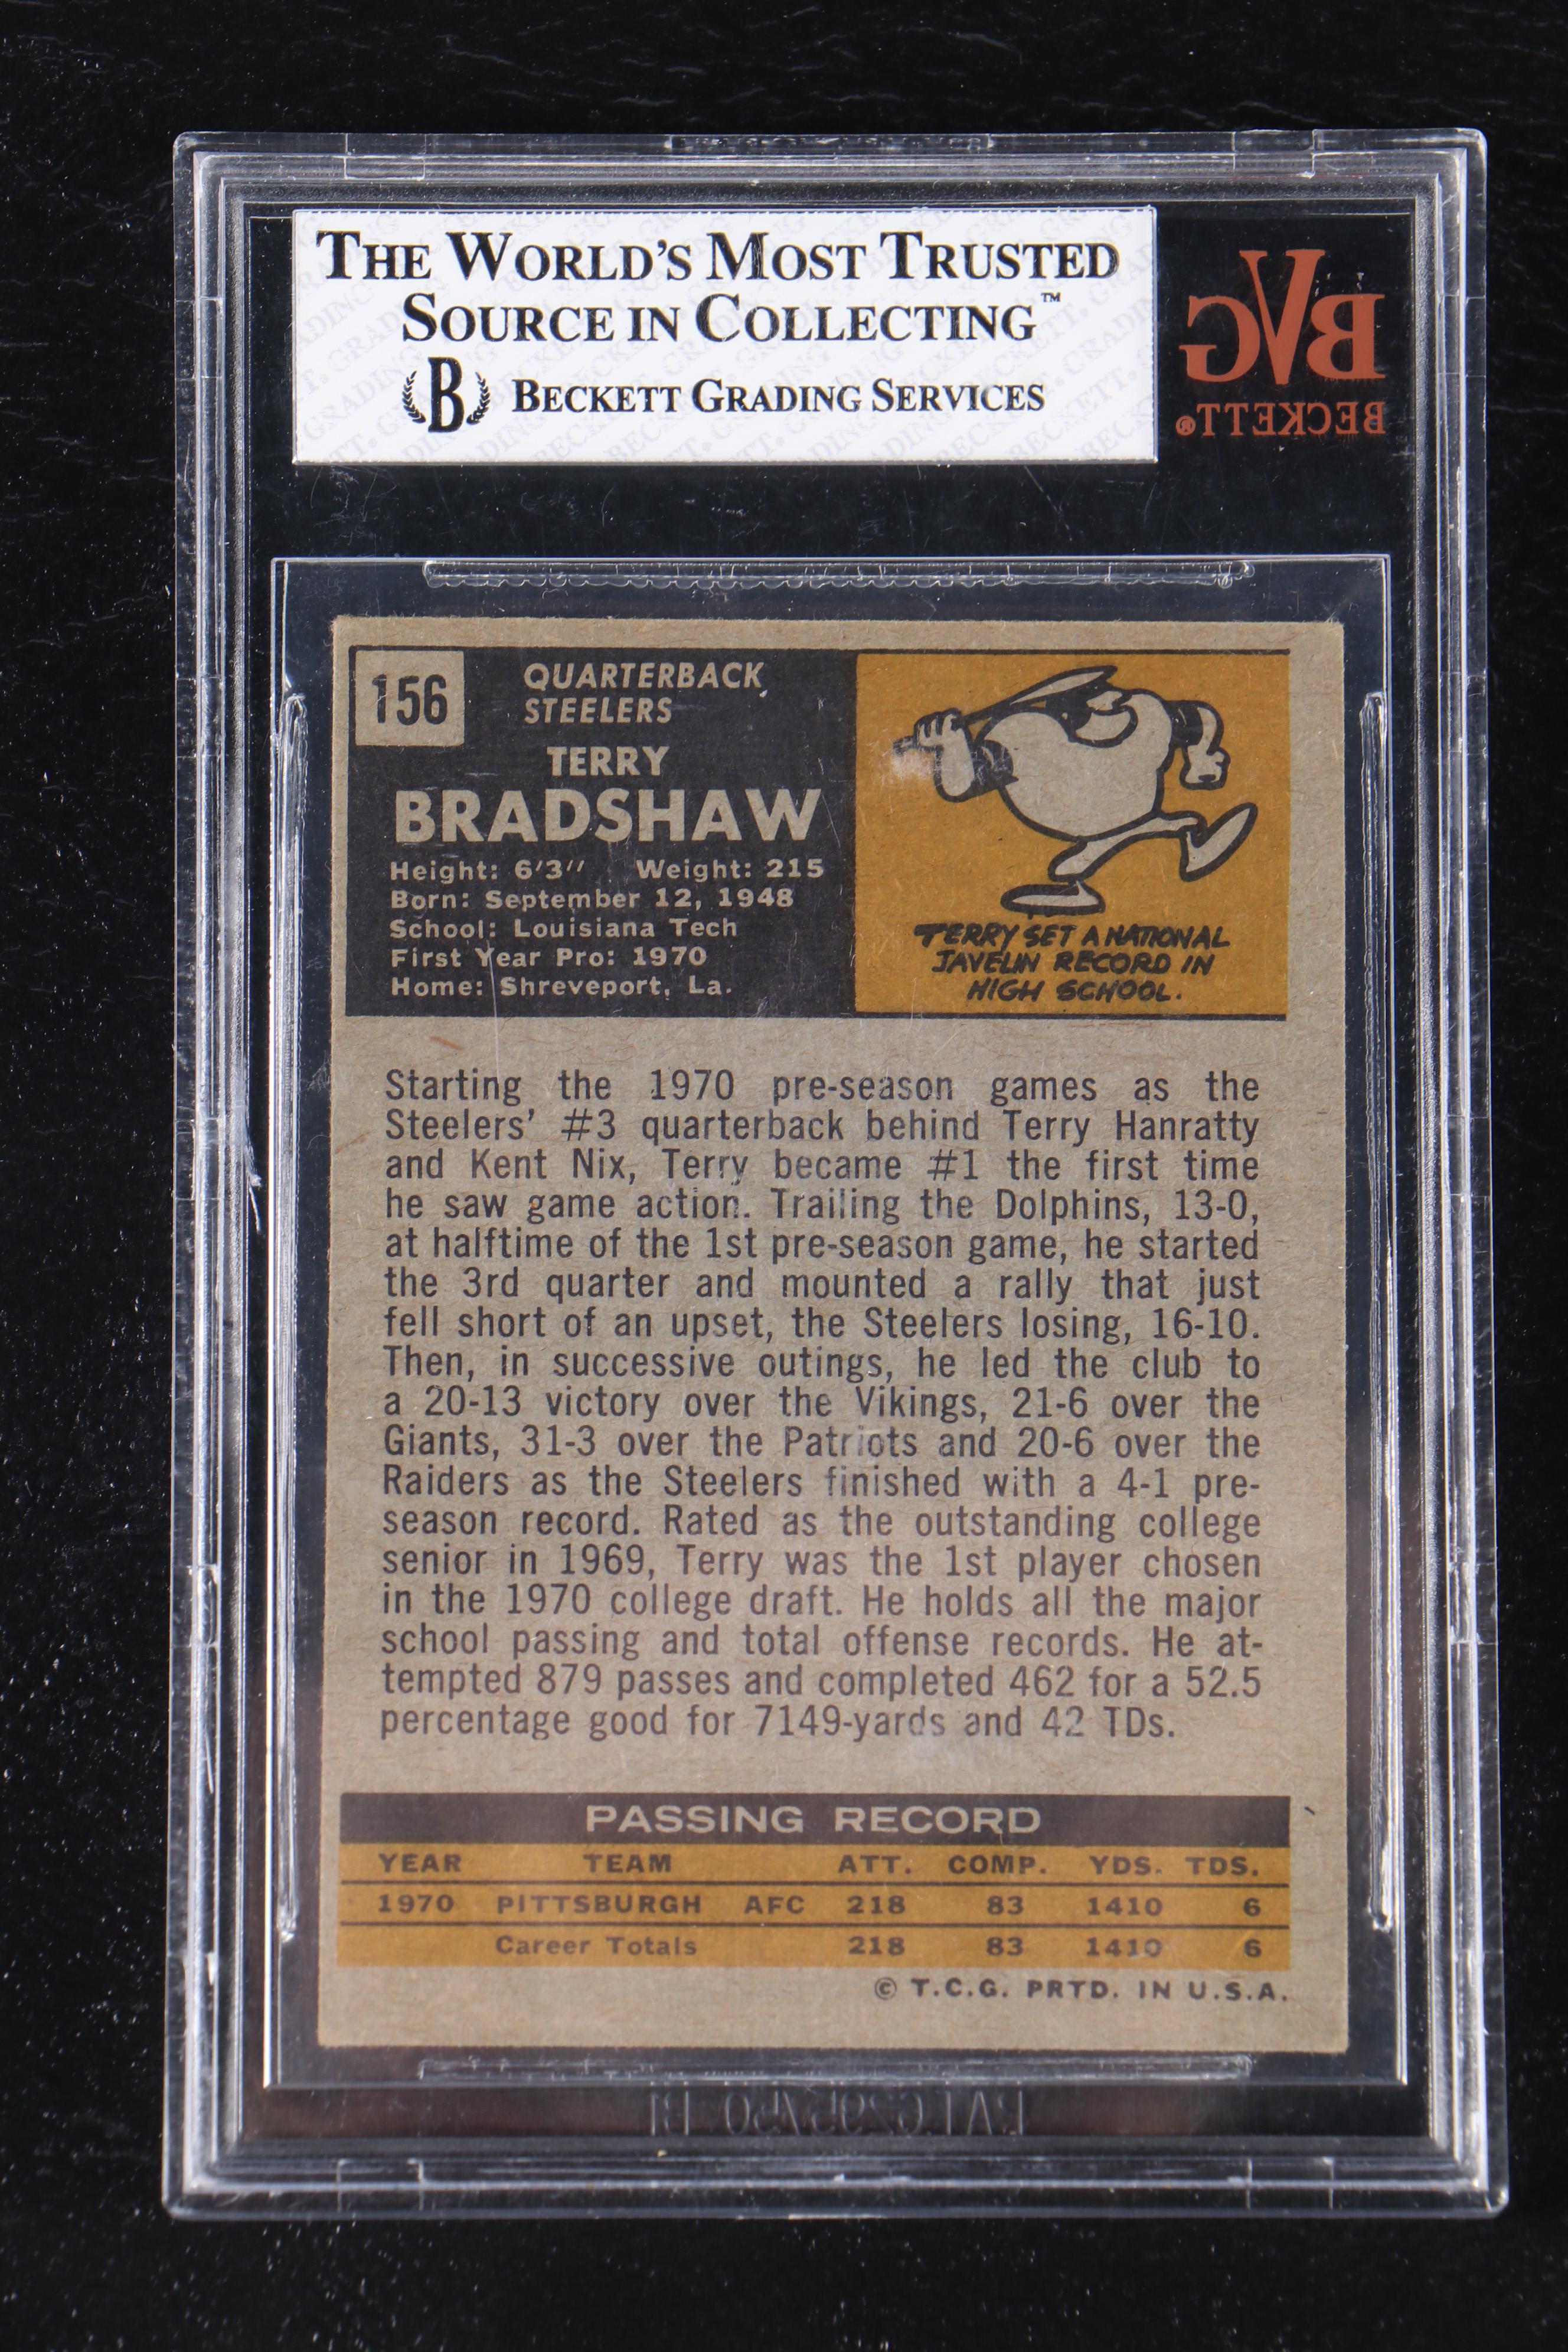 THE WORLD'S MOST TRUSTED
SOURCE IN COLLECTING™
B BECKETT GRADING SERVICES
BVG
BECKETT®
156
QUARTERBACK
STEELERS
TERRY
BRADSHAW
Height: 6'3'' Weight: 215
Born: September 12, 1948
School: Louisiana Tech
First Year Pro: 1970
Home: Shreveport, La.
TERRY SET A NATIONAL
JAVELIN RECORD IN
HIGH SCHOOL.
Starting the 1970 pre-season games as the
Steelers' #3 quarterback behind Terry Hanratty
and Kent Nix, Terry became #1 the first time
he saw game action. Trailing the Dolphins, 13-0,
at halftime of the 1st pre-season game, he started
the 3rd quarter and mounted a rally that just
fell short of an upset, the Steelers losing, 16-10.
Then, in successive outings, he led the club to
a 20-13 victory over the Vikings, 21-6 over the
Giants, 31-3 over the Patriots and 20-6 over the
Raiders as the Steelers finished with a 4-1 pre-
season record. Rated as the outstanding college
senior in 1969, Terry was the 1st player chosen
in the 1970 college draft. He holds all the major
school passing and total offense records. He at-
tempted 879 passes and completed 462 for a 52.5
percentage good for 7149-yards and 42 TDs.
PASSING RECORD
YEAR TEAM ATT. COMP. YDS. TDS.
1970 PITTSBURGH AFC 218 83 1410 6
Career Totals 218 83 1410 6
© T.C.G. PRTD. IN U.S.A.